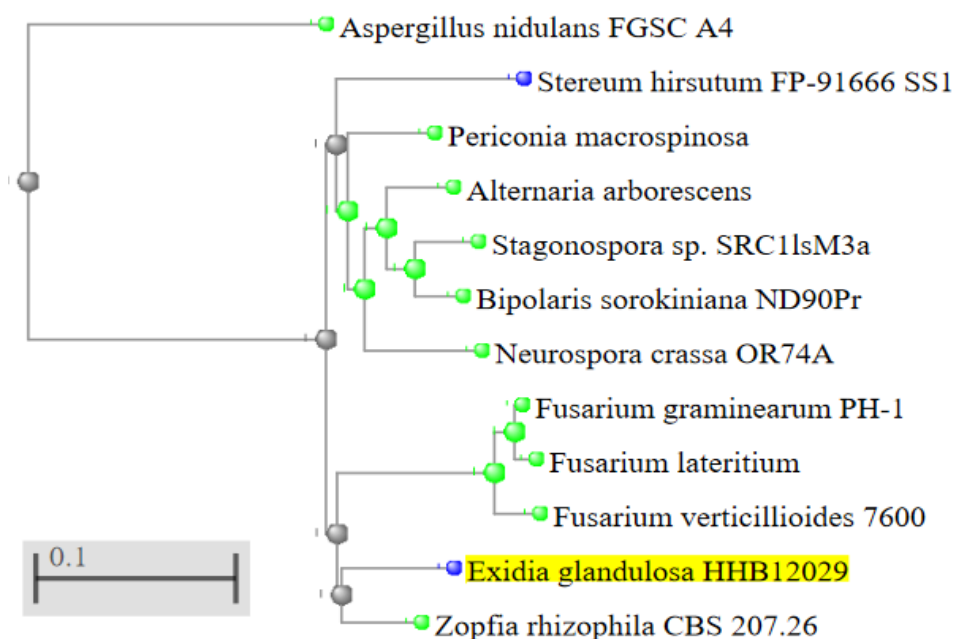 Aspergillus nidulans FGSC A4
Stereum hirsutum FP-91666 SS1
Periconia macrospinosa
Alternaria arborescens
Stagonospora sp. SRC1lsM3a
Bipolaris sorokiniana ND90Pr
Neurospora crassa OR74A
Fusarium graminearum PH-1
Fusarium lateritium
Fusarium verticillioides 7600
0.1
Exidia glandulosa HHB12029
Zopfia rhizophila CBS 207.26